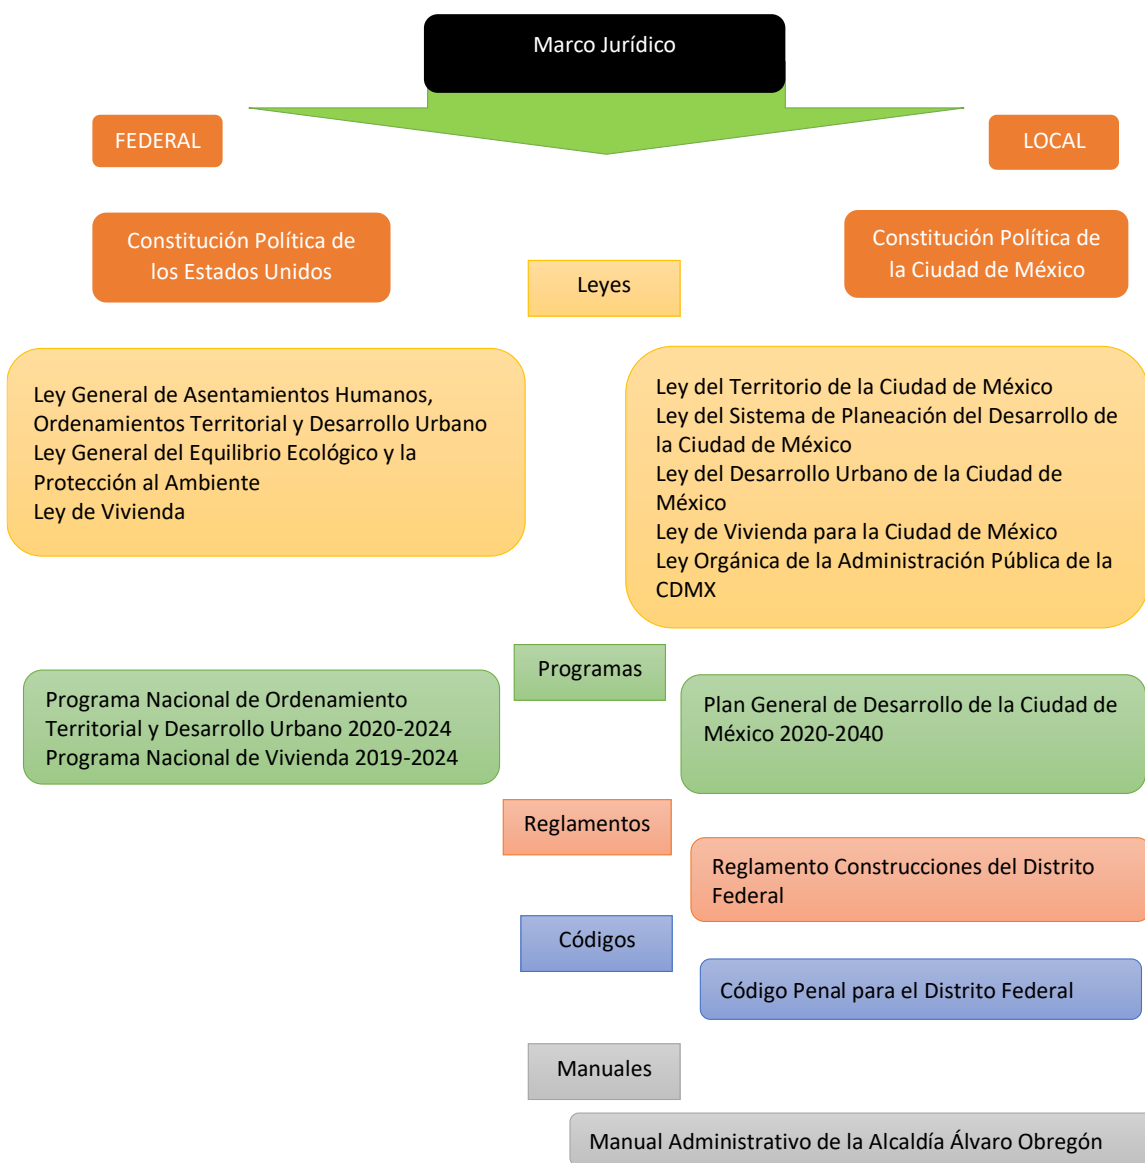 Marco Jurídico
FEDERAL
LOCAL
Constitución Política de
los Estados Unidos
Constitución Política de
la Ciudad de México
Leyes
Ley General de Asentamientos Humanos,
Ordenamientos Territorial y Desarrollo Urbano
Ley General del Equilibrio Ecológico y la
Protección al Ambiente
Ley de Vivienda
Ley del Territorio de la Ciudad de México
Ley del Sistema de Planeación del Desarrollo de
la Ciudad de México
Ley del Desarrollo Urbano de la Ciudad de
México
Ley de Vivienda para la Ciudad de México
Ley Orgánica de la Administración Pública de la
CDMX
Programas
Programa Nacional de Ordenamiento
Territorial y Desarrollo Urbano 2020-2024
Programa Nacional de Vivienda 2019-2024
Plan General de Desarrollo de la Ciudad de
México 2020-2040
Reglamentos
Reglamento Construcciones del Distrito
Federal
Códigos
Código Penal para el Distrito Federal
Manuales
Manual Administrativo de la Alcaldía Álvaro Obregón